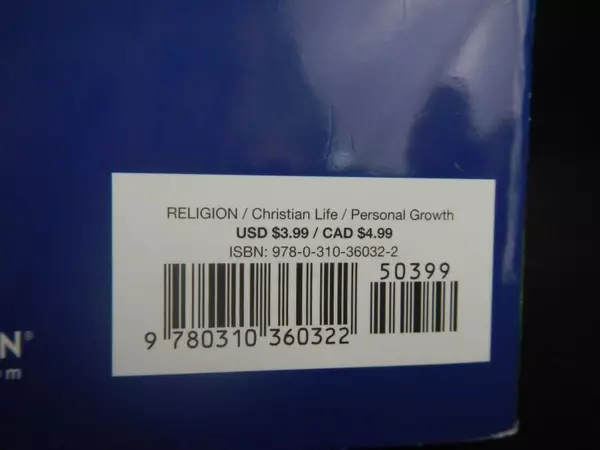 RELIGION / Christian Life / Personal Growth
USD $3.99 / CAD $4.99
ISBN: 978-0-310-36032-2
50399
9 780310 360322
N®
om